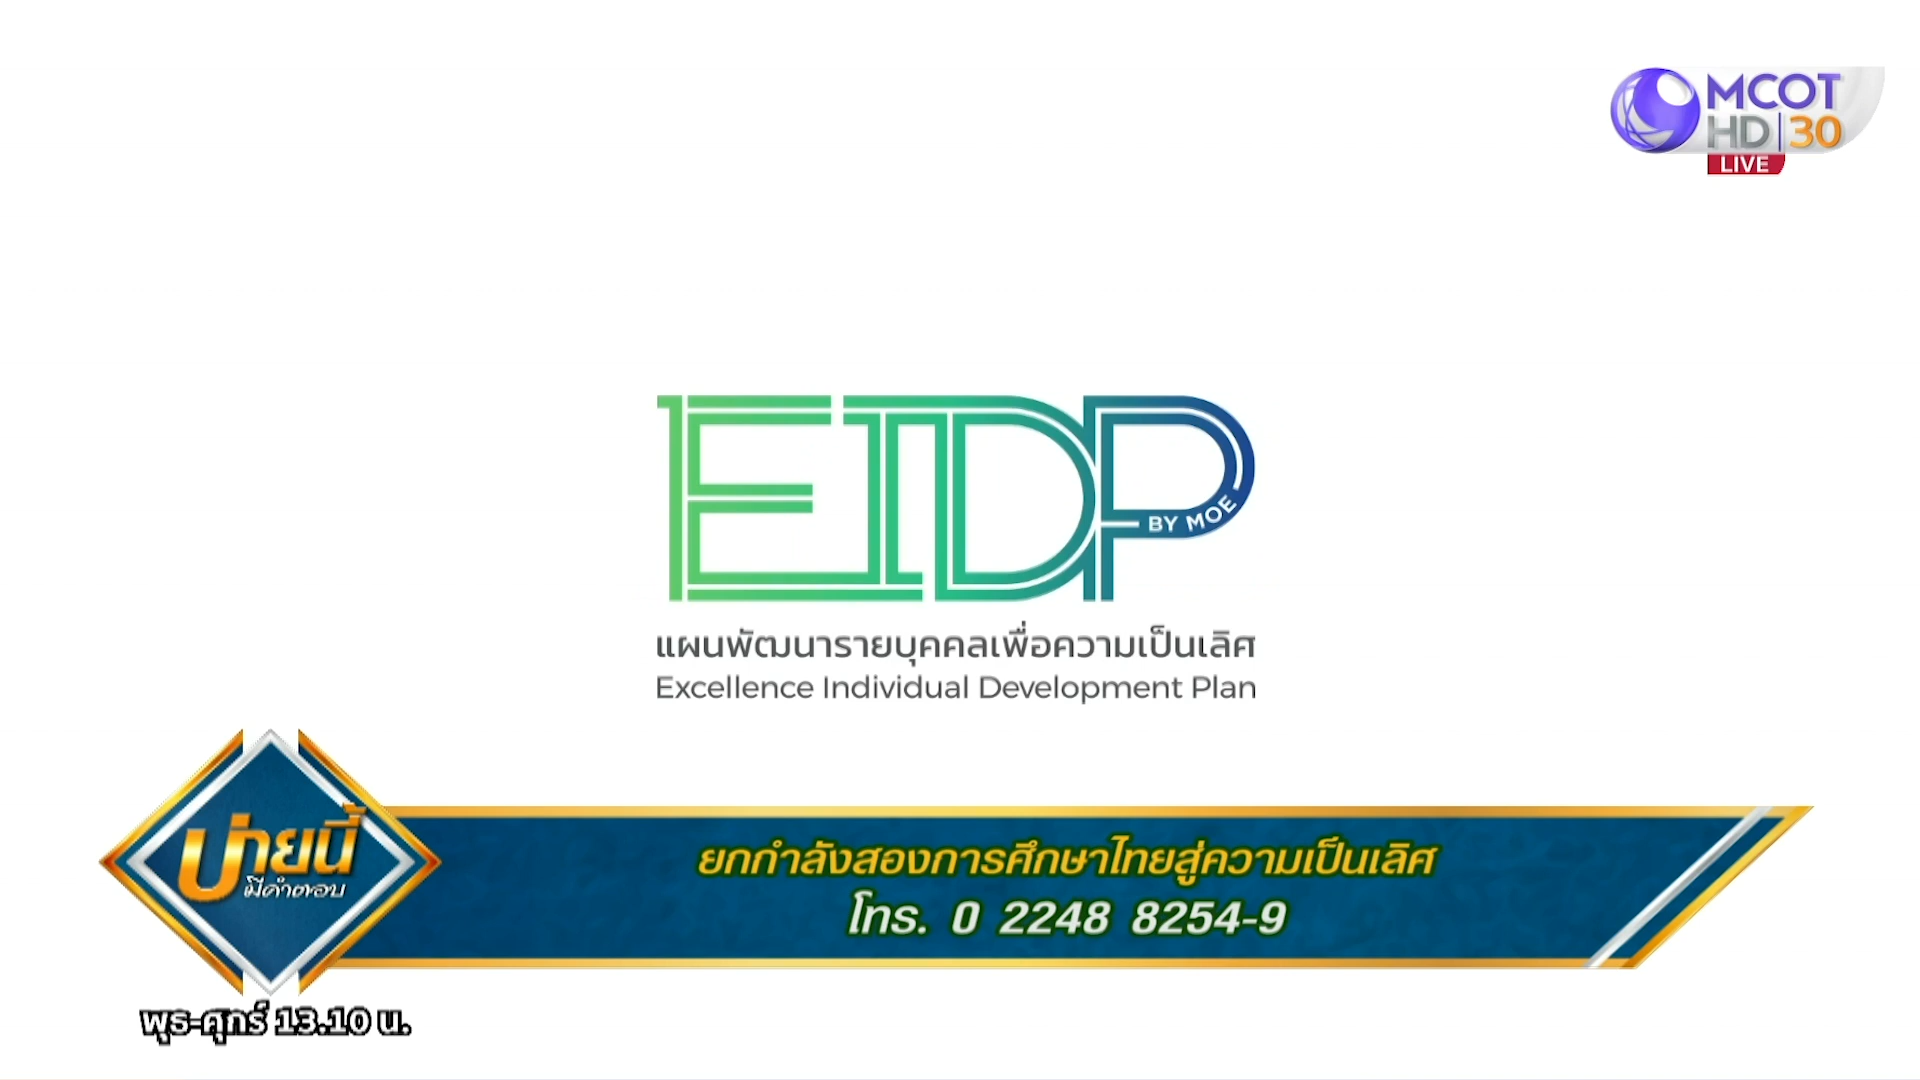 MCOT
HD 30
LIVE
EIDP
BY MOE
แผนพัฒนารายบุคคลเพื่อความเป็นเลิศ
Excellence Individual Development Plan
บ่ายนี้
มีคำตอบ
ยกกำลังสองการศึกษาไทยสู่ความเป็นเลิศ
โทร. 0 2248 8254-9
พุธ-ศุกร์ 13.10 น.